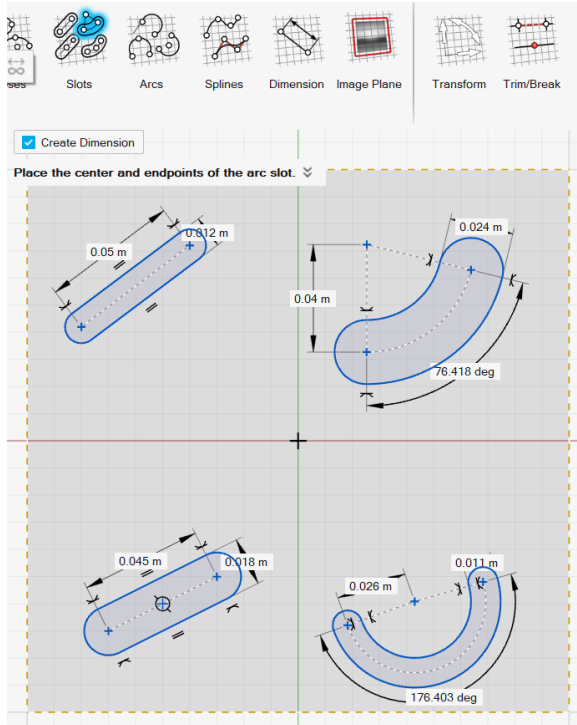 Slots
Arcs
Splines
Dimension
Image Plane
Transform
Trim/Break
Create Dimension
Place the center and endpoints of the arc slot.
0.012 m
0.05 m
0.024 m
0.04 m
76.418 deg
0.045 m
0.018 m
0.011 m
0.026 m
176.403 deg